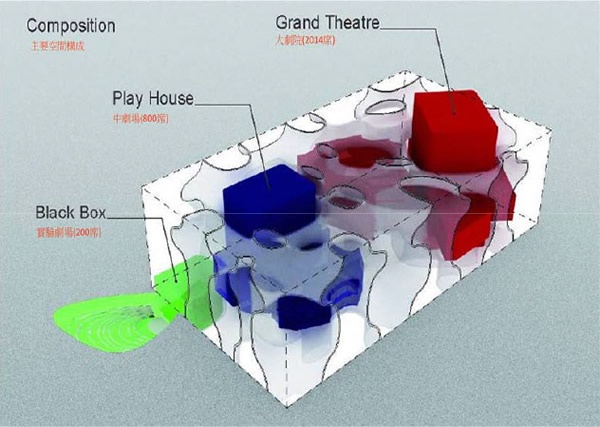 Composition
主要空間構成
Grand Theatre
大劇院(2014席)
Play House
中劇場(800席)
Black Box
實驗劇場(200席)